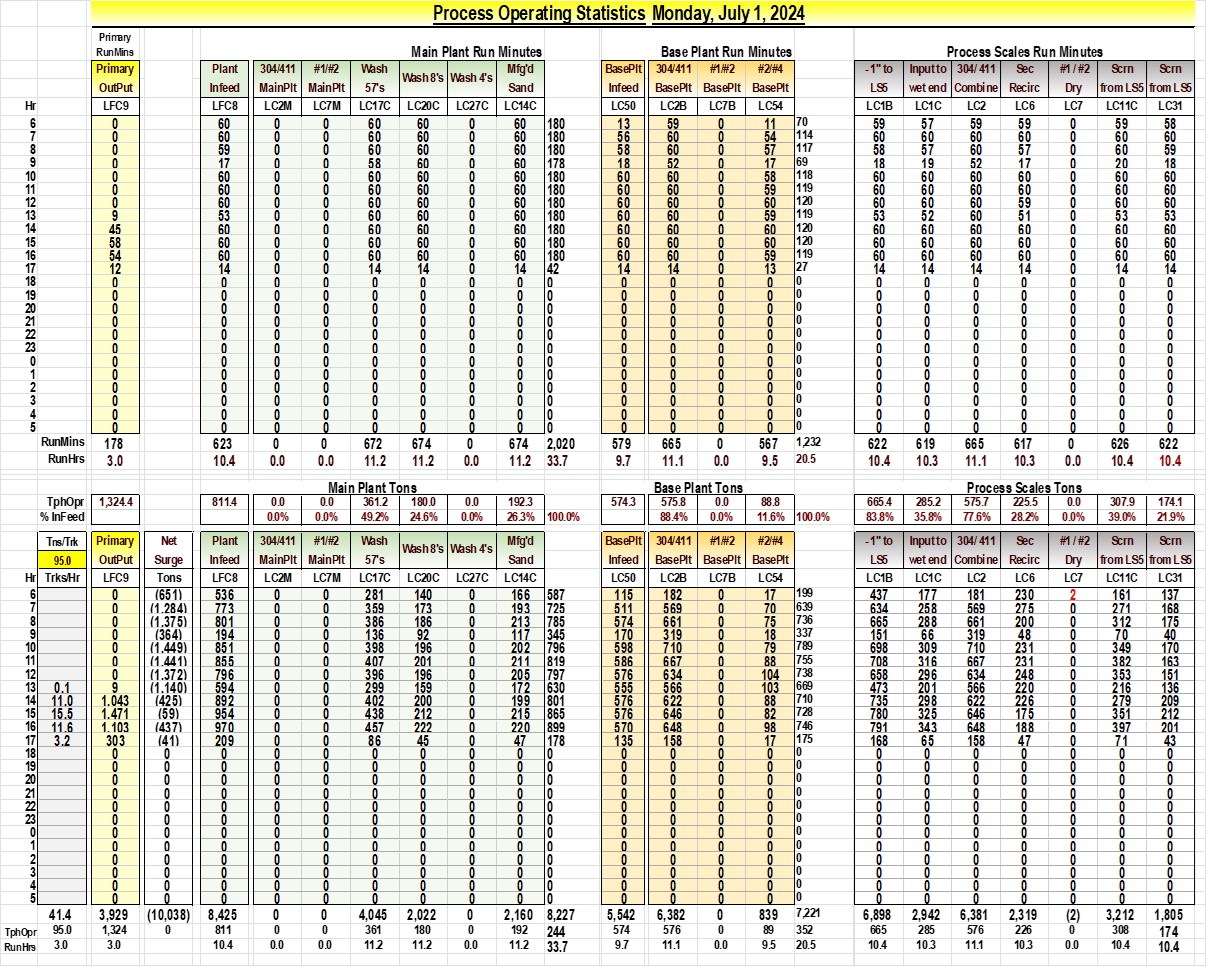 Process Operating Statistics Monday, July 1, 2024
Primary
RunMins Main Plant Run Minutes Base Plant Run Minutes Process Scales Run Minutes
Primary Plant 304/411 #1/#2 Wash Wash 8's Wash 4's Mfg'd BasePlt 304/411 #1/#2 #2/#4 -1" to Input to 304/ 411 Sec #1 / #2 Scrn Scrn
OutPut Infeed MainPlt MainPlt 57's Sand Infeed BasePlt BasePlt BasePlt LS5 wet end Combine Recirc Dry from LS5 from LS5
Hr LFC9 LFC8 LC2M LC7M LC17C LC20C LC27C LC14C LC50 LC2B LC7B LC54 LC1B LC1C LC2 LC6 LC7 LC11C LC31
6 0 60 0 0 60 60 0 60 180 13 59 0 11 70 59 57 59 59 0 59 58
7 0 60 0 0 60 60 0 60 180 56 60 0 54 114 60 60 60 60 0 60 60
8 0 59 0 0 60 60 0 60 180 58 60 0 57 117 58 57 60 57 0 60 59
9 0 17 0 0 58 60 0 60 178 18 52 0 17 69 18 19 52 17 0 20 18
10 0 60 0 0 60 60 0 60 180 60 60 0 58 118 60 60 60 60 0 60 60
11 0 60 0 0 60 60 0 60 180 60 60 0 59 119 60 60 60 60 0 60 60
12 0 60 0 0 60 60 0 60 180 60 60 0 60 120 60 60 60 59 0 60 60
13 9 53 0 0 60 60 0 60 180 60 60 0 59 119 53 52 60 51 0 53 53
14 45 60 0 0 60 60 0 60 180 60 60 0 60 120 60 60 60 60 0 60 60
15 58 60 0 0 60 60 0 60 180 60 60 0 60 120 60 60 60 60 0 60 60
16 54 60 0 0 60 60 0 60 180 60 60 0 59 119 60 60 60 60 0 60 60
17 12 14 0 0 14 14 0 14 42 14 14 0 13 27 14 14 14 14 0 14 14
18 0 0 0 0 0 0 0 0 0 0 0 0 0 0 0 0 0 0 0 0 0
19 0 0 0 0 0 0 0 0 0 0 0 0 0 0 0 0 0 0 0 0 0
20 0 0 0 0 0 0 0 0 0 0 0 0 0 0 0 0 0 0 0 0 0
21 0 0 0 0 0 0 0 0 0 0 0 0 0 0 0 0 0 0 0 0 0
22 0 0 0 0 0 0 0 0 0 0 0 0 0 0 0 0 0 0 0 0 0
23 0 0 0 0 0 0 0 0 0 0 0 0 0 0 0 0 0 0 0 0 0
0 0 0 0 0 0 0 0 0 0 0 0 0 0 0 0 0 0 0 0 0 0
1 0 0 0 0 0 0 0 0 0 0 0 0 0 0 0 0 0 0 0 0 0
2 0 0 0 0 0 0 0 0 0 0 0 0 0 0 0 0 0 0 0 0 0
3 0 0 0 0 0 0 0 0 0 0 0 0 0 0 0 0 0 0 0 0 0
4 0 0 0 0 0 0 0 0 0 0 0 0 0 0 0 0 0 0 0 0 0
5 0 0 0 0 0 0 0 0 0 0 0 0 0 0 0 0 0 0 0 0 0
RunMins 178 623 0 0 672 674 0 674 2,020 579 665 0 567 1,232 622 619 665 617 0 626 622
RunHrs 3.0 10.4 0.0 0.0 11.2 11.2 0.0 11.2 33.7 9.7 11.1 0.0 9.5 20.5 10.4 10.3 11.1 10.3 0.0 10.4 10.4
Main Plant Tons Base Plant Tons Process Scales Tons
TphOpr 1,324.4 811.4 0.0 0.0 361.2 180.0 0.0 192.3 574.3 575.8 0.0 88.8 665.4 285.2 575.7 225.5 0.0 307.9 174.1
% InFeed 0.0% 0.0% 49.2% 24.6% 0.0% 26.3% 100.0% 88.4% 0.0% 11.6% 100.0% 83.8% 35.8% 77.6% 28.2% 0.0% 39.0% 21.9%
Tns/Trk Primary Net Plant 304/411 #1/#2 Wash Wash 8's Wash 4's Mfg'd BasePlt 304/411 #1/#2 #2/#4 -1" to Input to 304/ 411 Sec #1 / #2 Scrn Scrn
95.0 OutPut Surge Infeed MainPlt MainPlt 57's Sand Infeed BasePlt BasePlt BasePlt LS5 wet end Combine Recirc Dry from LS5 from LS5
Hr Trks/Hr LFC9 Tons LFC8 LC2M LC7M LC17C LC20C LC27C LC14C LC50 LC2B LC7B LC54 LC1B LC1C LC2 LC6 LC7 LC11C LC31
6 0 (651) 536 0 0 281 140 0 166 587 115 182 0 17 199 437 177 181 230 2 161 137
7 0 (1.284) 773 0 0 359 173 0 193 725 511 569 0 70 639 634 258 569 275 0 271 168
8 0 (1.375) 801 0 0 386 186 0 213 785 574 661 0 75 736 665 288 661 200 0 312 175
9 0 (364) 194 0 0 136 92 0 117 345 170 319 0 18 337 151 66 319 48 0 70 40
10 0 (1.449) 851 0 0 398 196 0 202 796 598 710 0 79 789 698 309 710 231 0 349 170
11 0 (1.441) 855 0 0 407 201 0 211 819 586 667 0 88 755 708 316 667 231 0 382 163
12 0 (1.372) 796 0 0 396 196 0 205 797 576 634 0 104 738 658 296 634 248 0 353 151
13 0.1 9 (1.140) 594 0 0 299 159 0 172 630 555 566 0 103 669 473 201 566 220 0 216 136
14 11.0 1.043 (425) 892 0 0 402 200 0 199 801 576 622 0 88 710 735 298 622 226 0 279 209
15 15.5 1.471 (59) 954 0 0 438 212 0 215 865 576 646 0 82 728 780 325 646 175 0 351 212
16 11.6 1.103 (437) 970 0 0 457 222 0 220 899 570 648 0 98 746 791 343 648 188 0 397 201
17 3.2 303 (41) 209 0 0 86 45 0 47 178 135 158 0 17 175 168 65 158 47 0 71 43
18 0 0 0 0 0 0 0 0 0 0 0 0 0 0 0 0 0 0 0 0 0 0
19 0 0 0 0 0 0 0 0 0 0 0 0 0 0 0 0 0 0 0 0 0 0
20 0 0 0 0 0 0 0 0 0 0 0 0 0 0 0 0 0 0 0 0 0 0
21 0 0 0 0 0 0 0 0 0 0 0 0 0 0 0 0 0 0 0 0 0 0
22 0 0 0 0 0 0 0 0 0 0 0 0 0 0 0 0 0 0 0 0 0 0
23 0 0 0 0 0 0 0 0 0 0 0 0 0 0 0 0 0 0 0 0 0 0
0 0 0 0 0 0 0 0 0 0 0 0 0 0 0 0 0 0 0 0 0 0 0
1 0 0 0 0 0 0 0 0 0 0 0 0 0 0 0 0 0 0 0 0 0 0
2 0 0 0 0 0 0 0 0 0 0 0 0 0 0 0 0 0 0 0 0 0 0
3 0 0 0 0 0 0 0 0 0 0 0 0 0 0 0 0 0 0 0 0 0 0
4 0 0 0 0 0 0 0 0 0 0 0 0 0 0 0 0 0 0 0 0 0 0
5 0 0 0 0 0 0 0 0 0 0 0 0 0 0 0 0 0 0 0 0 0 0
41.4 3,929 (10,038) 8,425 0 0 4,045 2,022 0 2,160 8,227 5,542 6,382 0 839 7,221 6,898 2,942 6,381 2,319 (2) 3,212 1,805
TphOpr 95.0 1,324 0 811 0 0 361 180 0 192 244 574 576 0 89 352 665 285 576 226 0 308 174
RunHrs 3.0 3.0 10.4 0.0 0.0 11.2 11.2 0.0 11.2 33.7 9.7 11.1 0.0 9.5 20.5 10.4 10.3 11.1 10.3 0.0 10.4 10.4